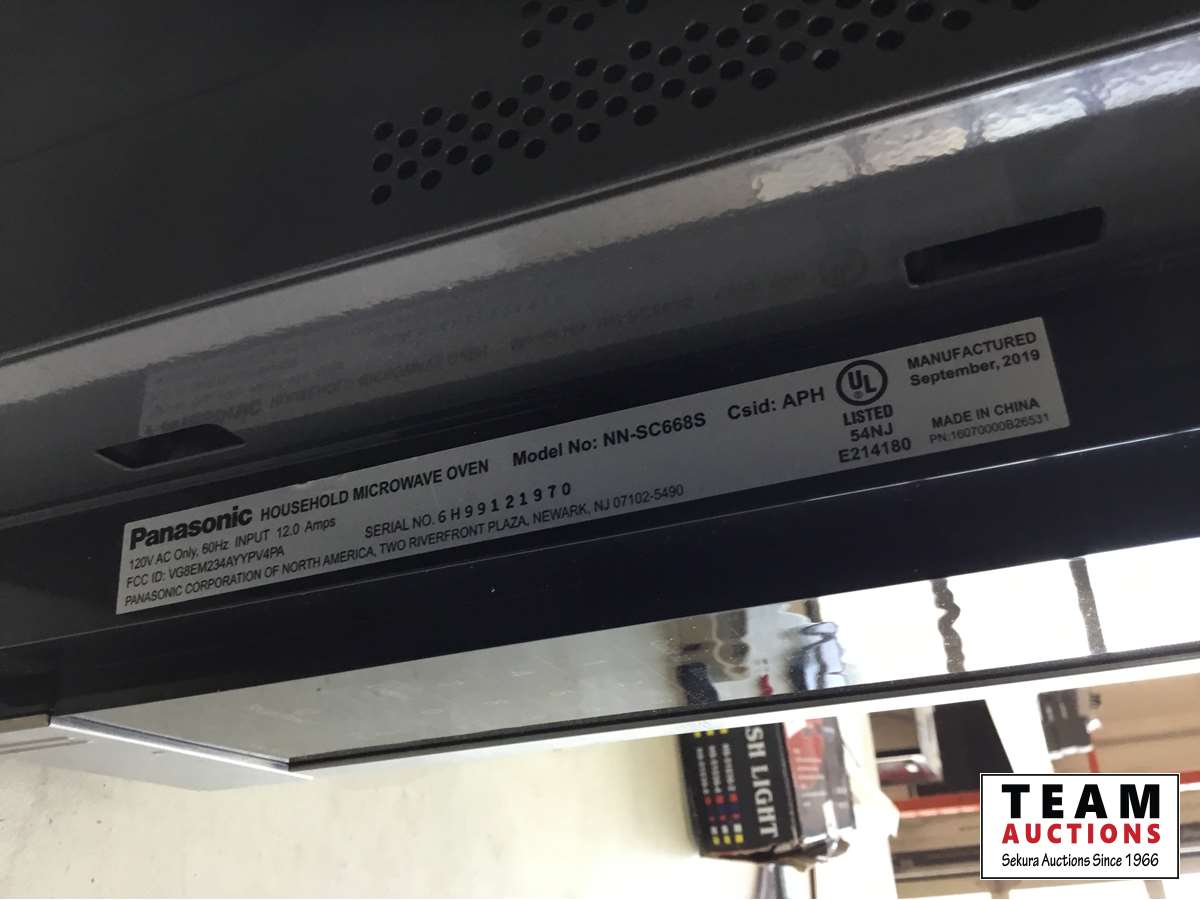 Panasonic HOUSEHOLD MICROWAVE OVEN Model No: NN-SC668S Csid: APH
120V AC Only, 60Hz INPUT 12.0 Amps
FCC ID: VG8EM234AYYPV4PA SERIAL NO. 6H99121970
PANASONIC CORPORATION OF NORTH AMERICA, TWO RIVERFRONT PLAZA, NEWARK, NJ 07102-5490
UL
LISTED
54NJ
E214180
MANUFACTURED
September, 2019
MADE IN CHINA
PN:16070000B26531
SH LIGHT
TEAM
AUCTIONS
Sekura Auctions Since 1966